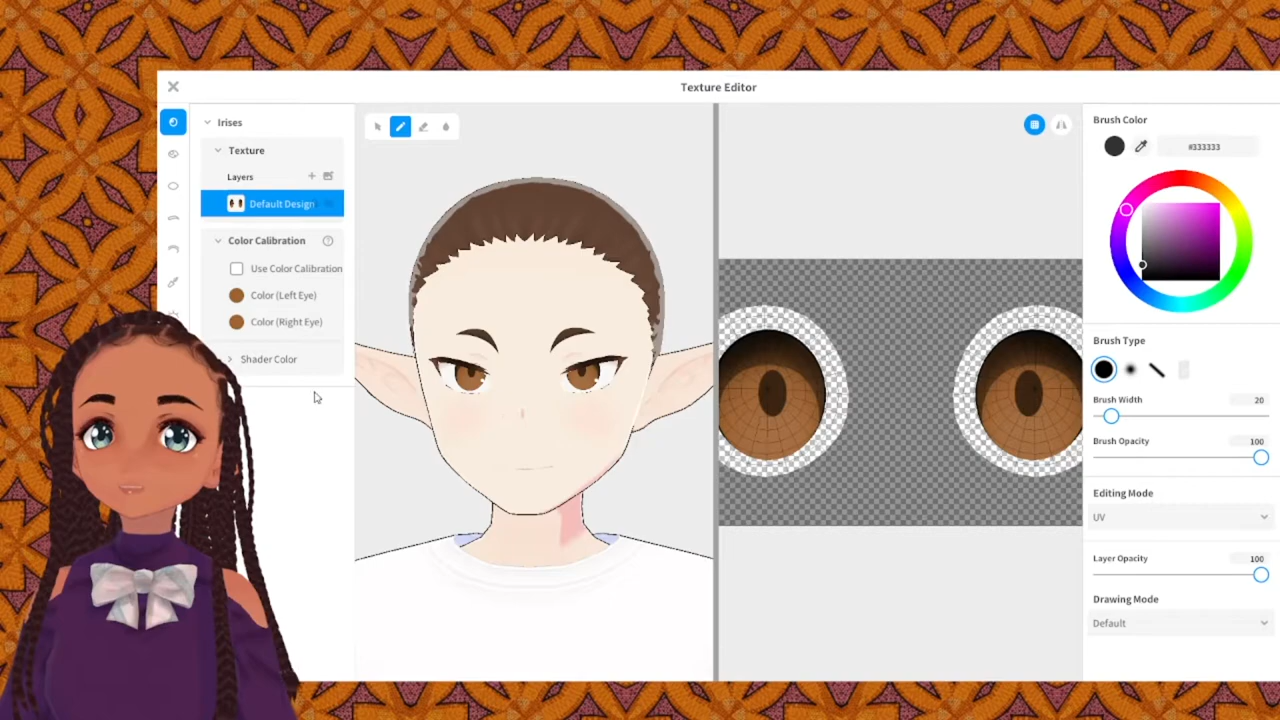 Texture Editor
Irises
Texture
Layers
Default Design
Color Calibration
Use Color Calibration
Color (Left Eye)
Color (Right Eye)
Shader Color
Brush Color
#333333
Brush Type
Brush Width
20
Brush Opacity
100
Editing Mode
UV
Layer Opacity
100
Drawing Mode
Default